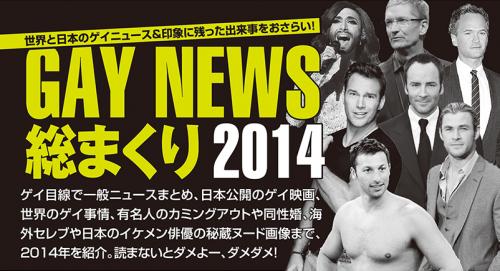 世界と日本のゲイニュース&印象に残った出来事をおさらい!
GAY NEWS
総まくり2014
ゲイ目線で一般ニュースまとめ、日本公開のゲイ映画、
世界のゲイ事情、有名人のカミングアウトや同性婚、海
外セレブや日本のイケメン俳優の秘蔵ヌード画像まで、
2014年を紹介。読まないとダメよー、ダメダメ!